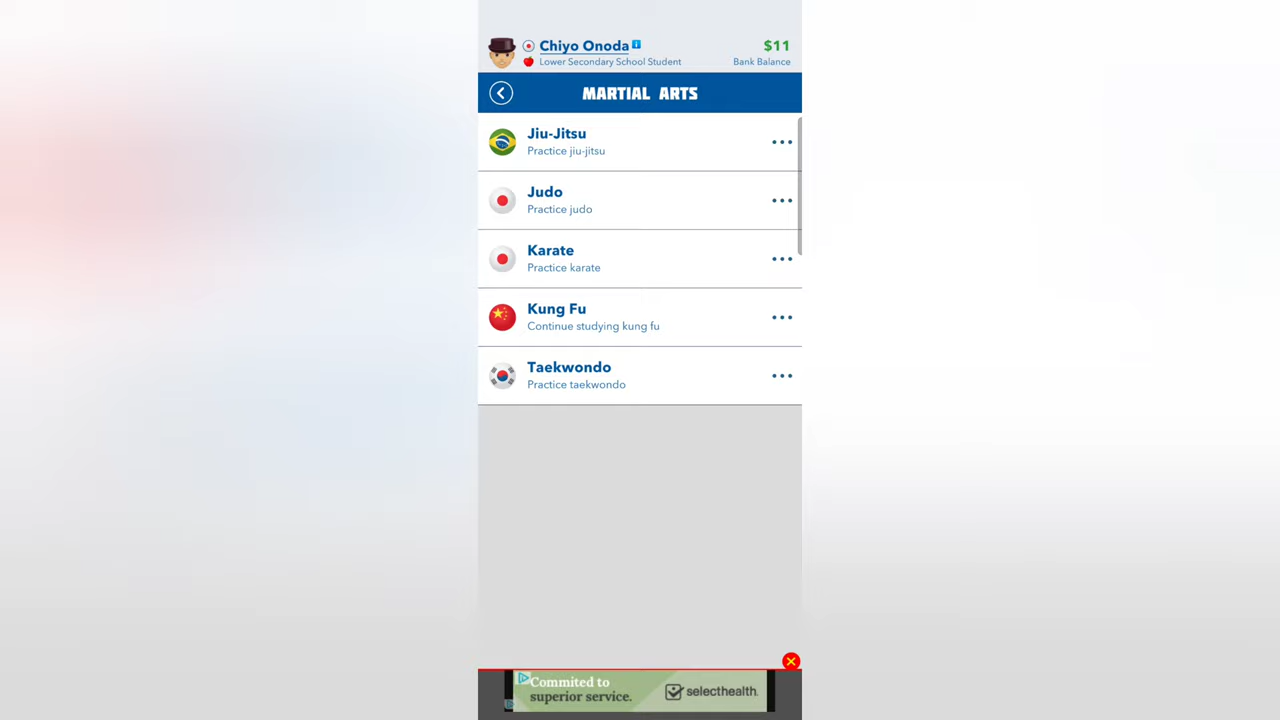 Chiyo Onoda
$11
Lower Secondary School Student
Bank Balance
MARTIAL ARTS
Jiu-Jitsu
Practice jiu-jitsu
Judo
Practice judo
Karate
Practice karate
Kung Fu
Continue studying kung fu
Taekwondo
Practice taekwondo
Commited to
superior service.
selecthealth.